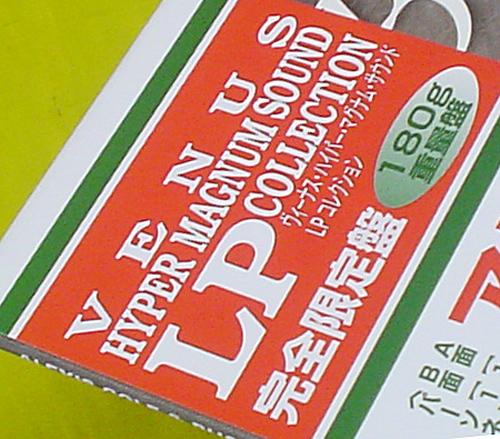 VENUS
HYPER MAGNUM SOUND
LP COLLECTION
ヴィーナス・ハイパー・マグナム・サウンド
LPコレクション
完全限定盤
180g
重量盤
A面
B面